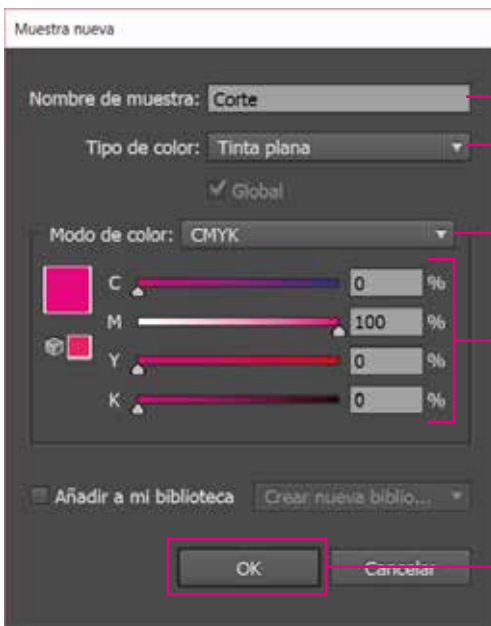 Muestra nueva
Nombre de muestra: Corte
Tipo de color: Tinta plana
Global
Modo de color: CMYK
C 0 %
M 100 %
Y 0 %
K 0 %
Añadir a mi biblioteca Crear nueva biblio...
OK Cancelar